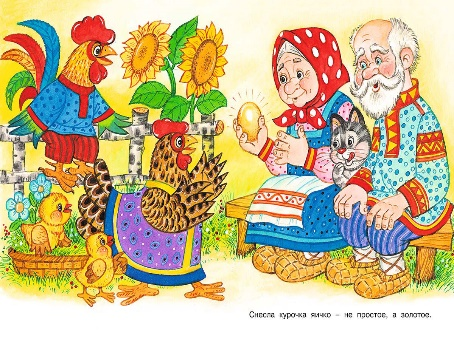 Снесла курочка яичко – не простое, а золотое.